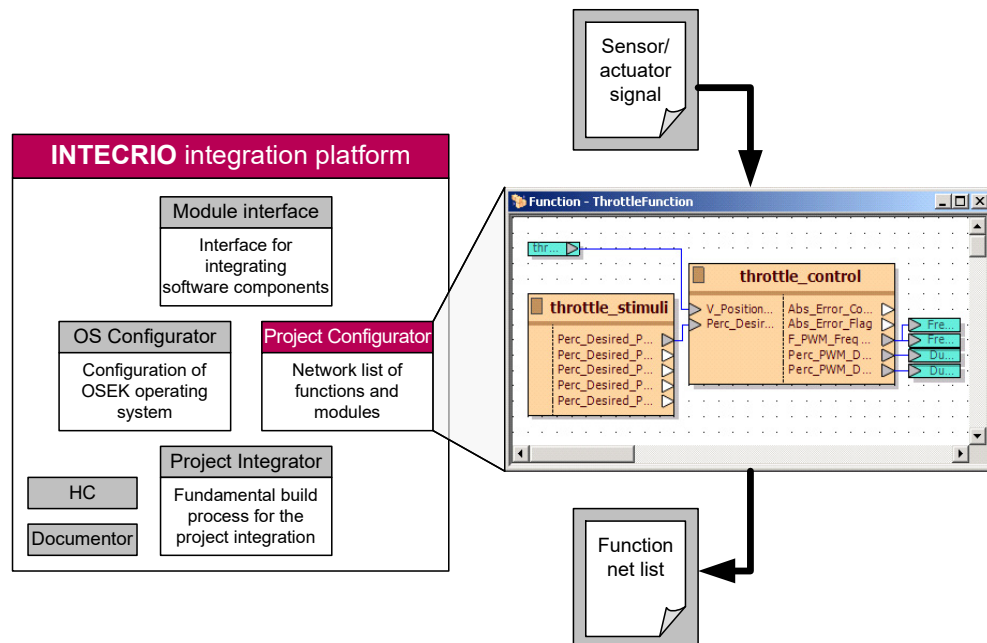 Sensor/
actuator
signal
INTECRIO integration platform
Module interface
Interface for
integrating
software components
OS Configurator
Configuration of
OSEK operating
system
Project Configurator
Network list of
functions and
modules
Project Integrator
Fundamental build
process for the
project integration
HC
Documentor
Function - ThrottleFunction
thr...
throttle_stimuli
Perc_Desired_P...
Perc_Desired_P...
Perc_Desired_P...
Perc_Desired_P...
Perc_Desired_P...
throttle_control
V_Position...
Perc_Desir...
Abs_Error_Co...
Abs_Error_Flag
F_PWM_Freq ...
Perc_PWM_D...
Perc_PWM_D...
Fre...
Fre...
Du...
Du...
Function
net list